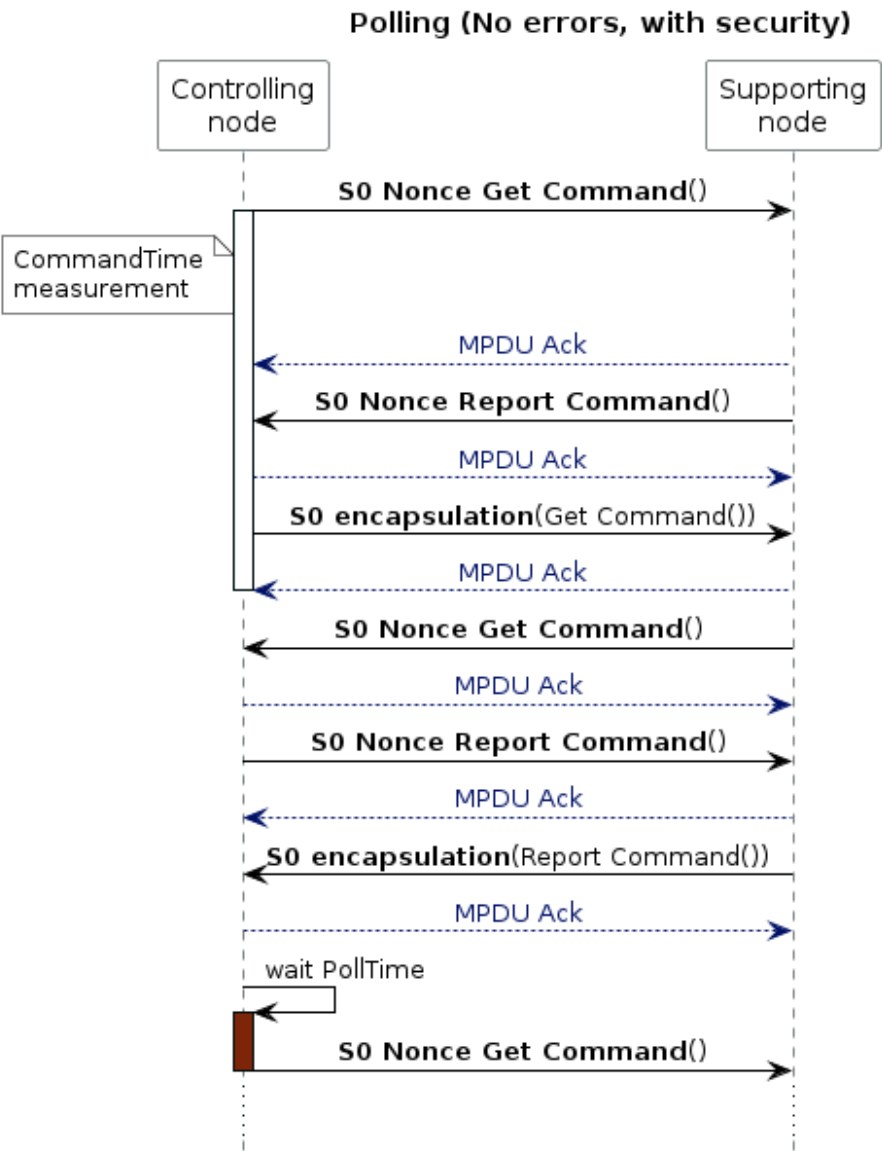 Polling (No errors, with security)
Controlling
node
Supporting
node
S0 Nonce Get Command()
CommandTime
measurement
MPDU Ack
S0 Nonce Report Command()
MPDU Ack
S0 encapsulation(Get Command())
MPDU Ack
S0 Nonce Get Command()
MPDU Ack
S0 Nonce Report Command()
MPDU Ack
S0 encapsulation(Report Command())
MPDU Ack
wait PollTime
S0 Nonce Get Command()